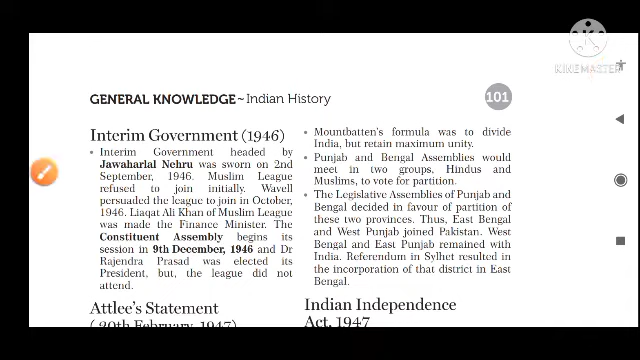 KINEMASTER
GENERAL KNOWLEDGE~Indian History
101
Interim Government (1946)
• Interim Government headed by
Jawaharlal Nehru was sworn on 2nd
September, 1946. Muslim League
refused to join initially. Wavell
persuaded the league to join in October,
1946. Liaqat Ali Khan of Muslim League
was made the Finance Minister. The
Constituent Assembly begins its
session in 9th December, 1946 and Dr
Rajendra Prasad was elected its
President, but, the league did not
attend.
Attlee's Statement
(20th February, 1947)
• Mountbatten's formula was to divide
India, but retain maximum unity.
• Punjab and Bengal Assemblies would
meet in two groups, Hindus and
Muslims, to vote for partition.
• The Legislative Assemblies of Punjab and
Bengal decided in favour of partition of
these two provinces. Thus, East Bengal
and West Punjab joined Pakistan. West
Bengal and East Punjab remained with
India. Referendum in Sylhet resulted in
the incorporation of that district in East
Bengal.
Indian Independence
Act, 1947